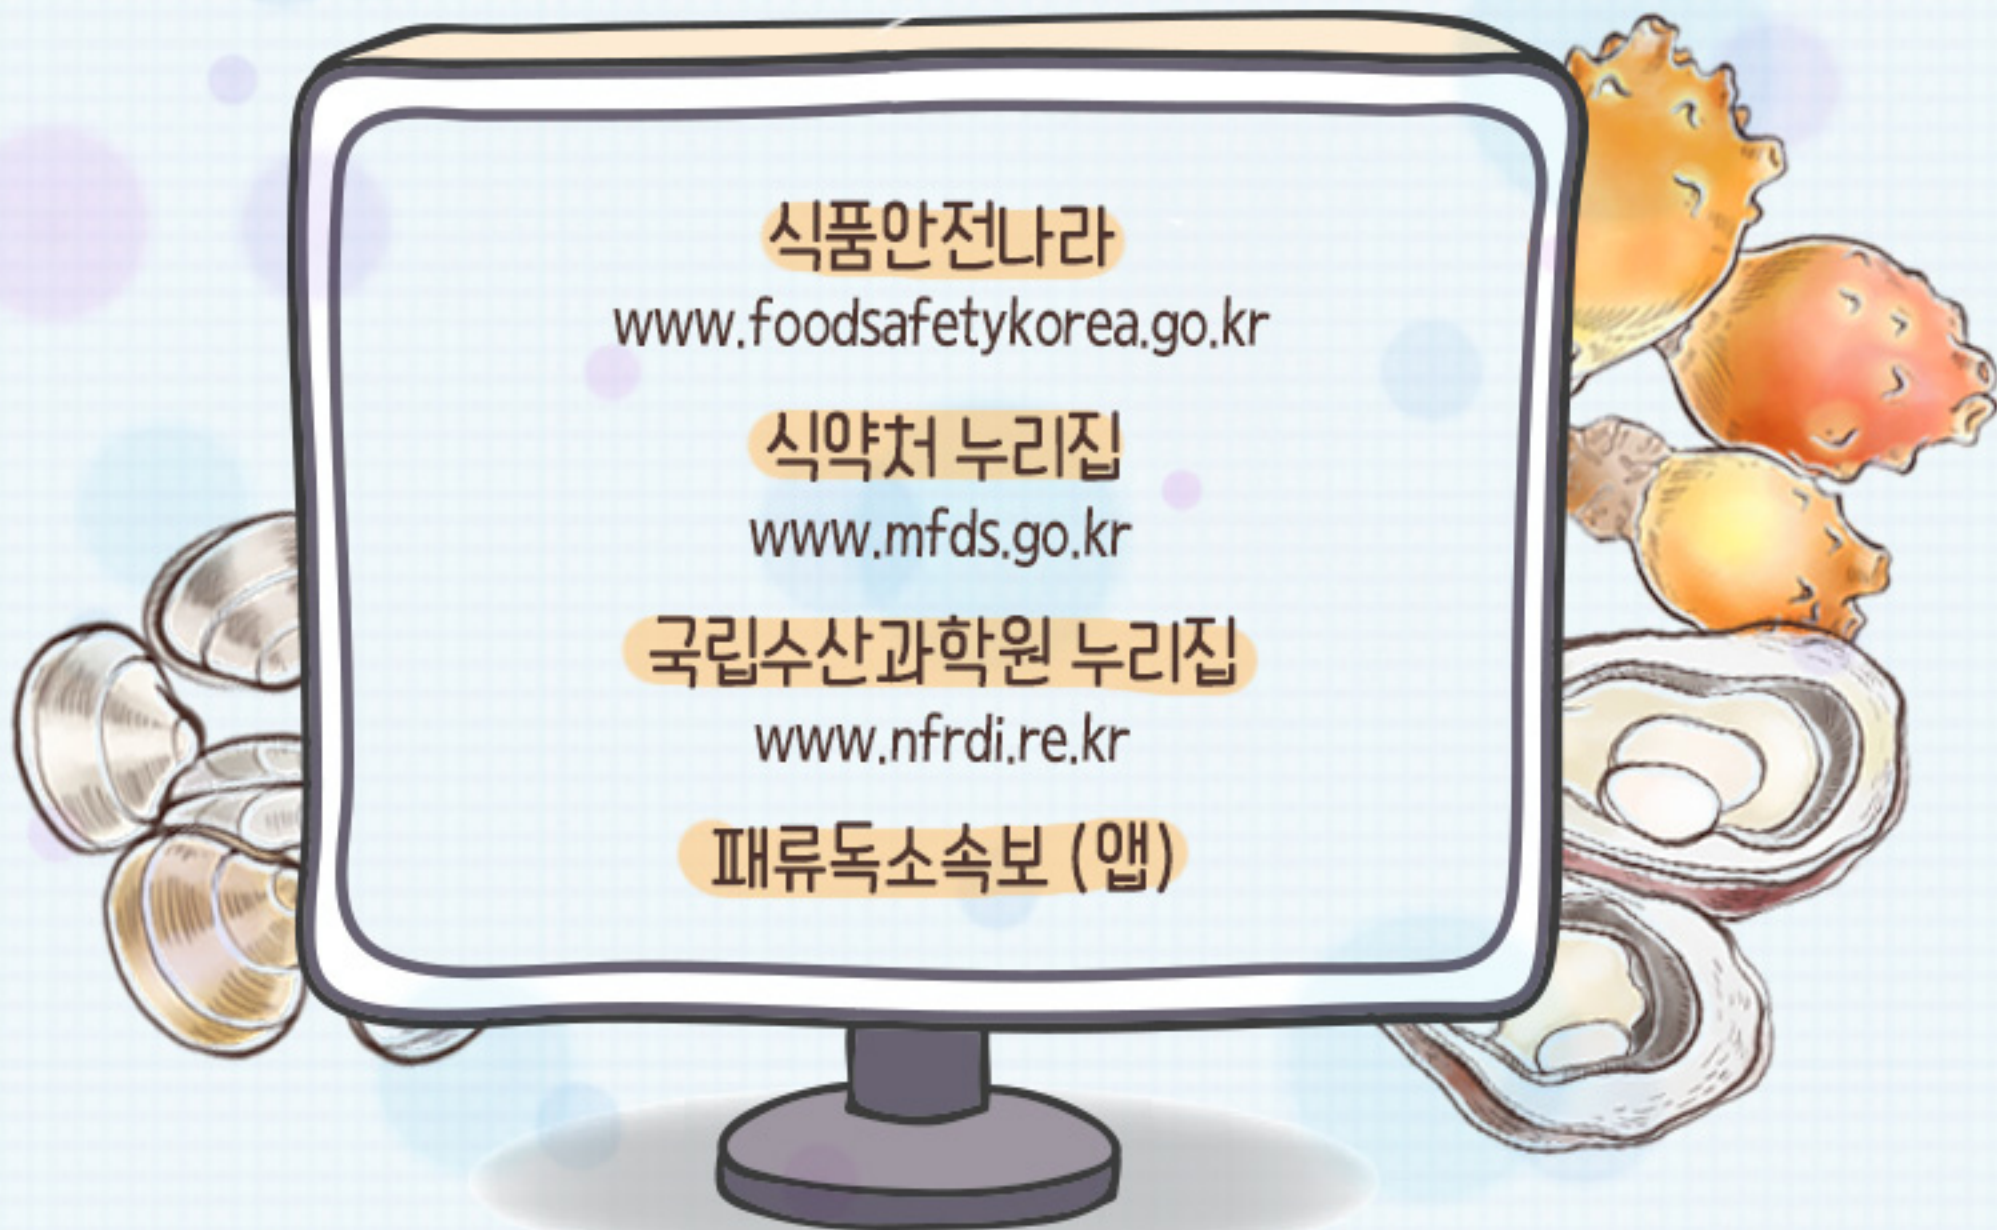 식품안전나라
www.foodsafetykorea.go.kr
식약처 누리집
www.mfds.go.kr
국립수산과학원 누리집
www.nfrdi.re.kr
패류독소속보 (앱)